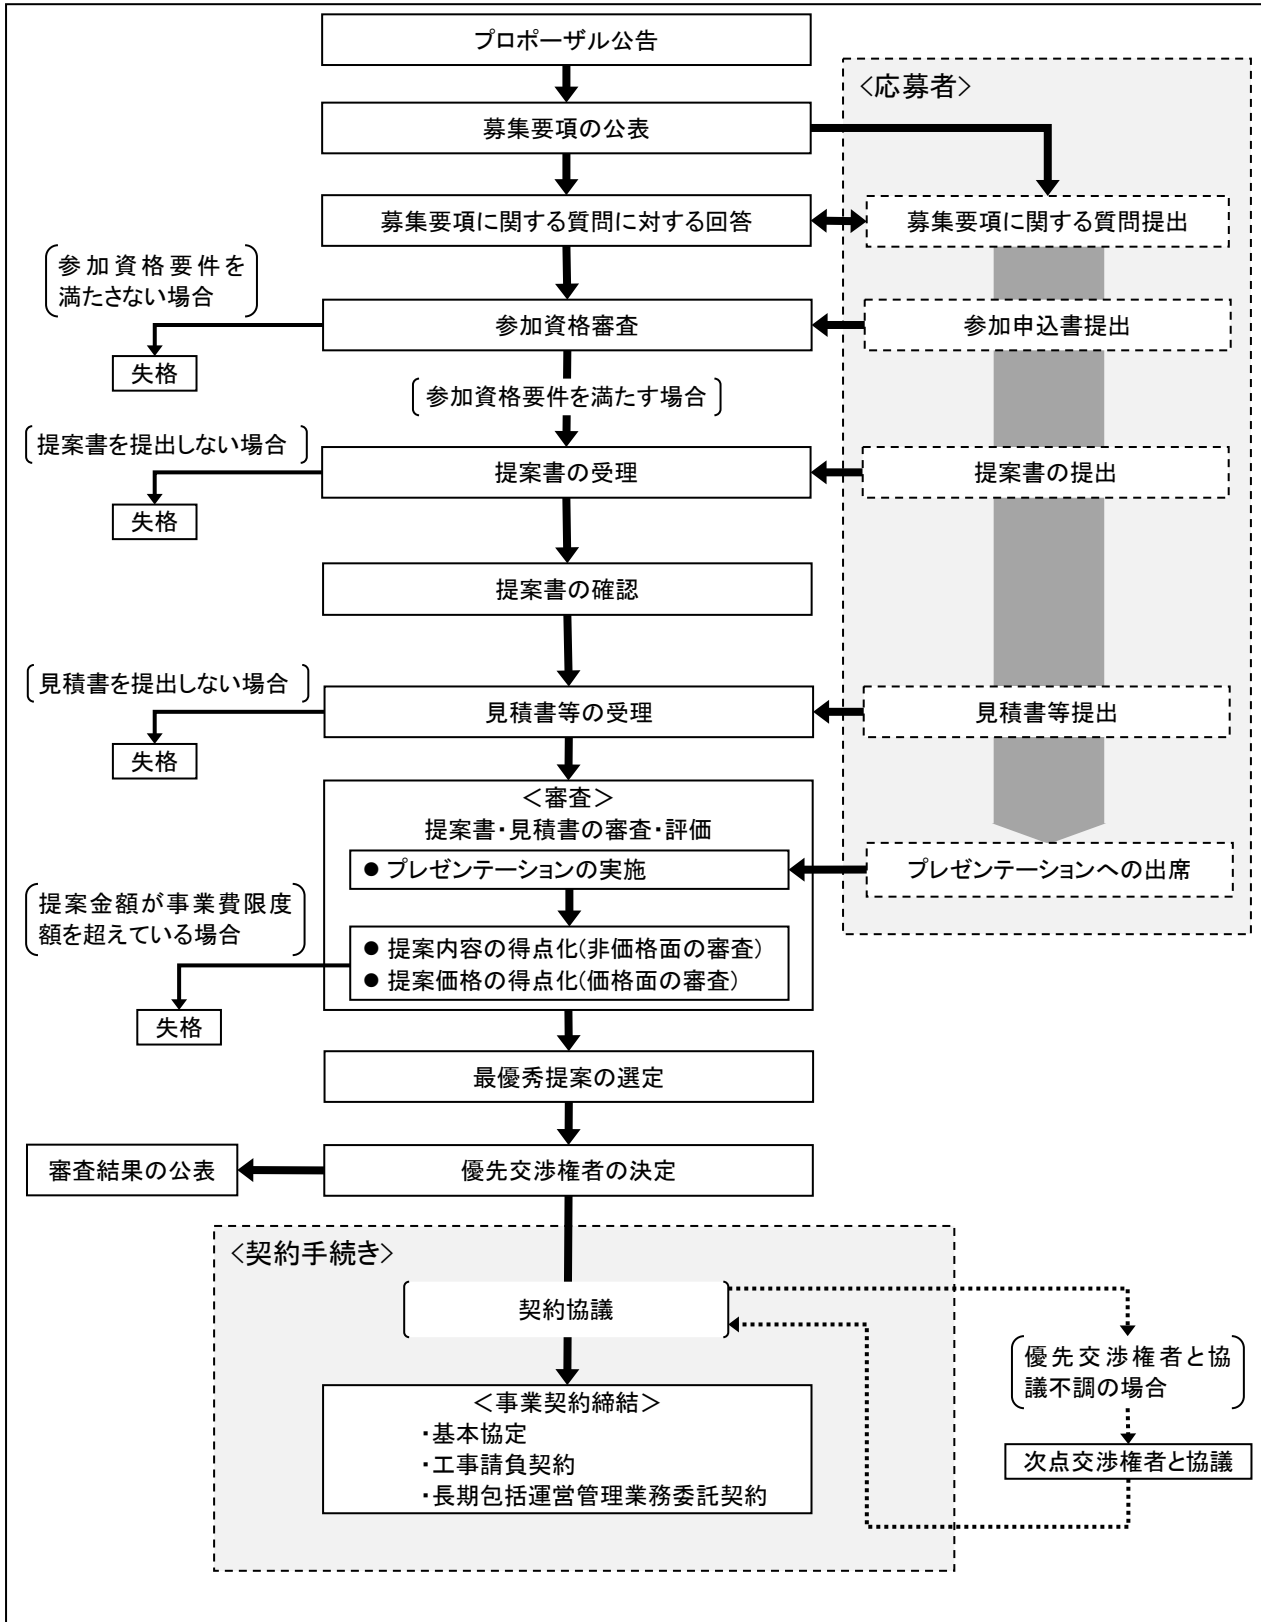 プロポーザル公告
<応募者>
募集要項の公表
募集要項に関する質問に対する回答
募集要項に関する質問提出
参加資格要件を
満たさない場合
参加資格審査
参加申込書提出
失格
参加資格要件を満たす場合
提案書を提出しない場合
提案書の受理
提案書の提出
失格
提案書の確認
見積書を提出しない場合
見積書等の受理
見積書等提出
失格
<審査>
提案書・見積書の審査・評価
● プレゼンテーションの実施
プレゼンテーションへの出席
提案金額が事業費限度
額を超えている場合
● 提案内容の得点化(非価格面の審査)
● 提案価格の得点化(価格面の審査)
失格
最優秀提案の選定
審査結果の公表
優先交渉権者の決定
<契約手続き>
契約協議
優先交渉権者と協
議不調の場合
<事業契約締結>
・基本協定
・工事請負契約
・長期包括運営管理業務委託契約
次点交渉権者と協議